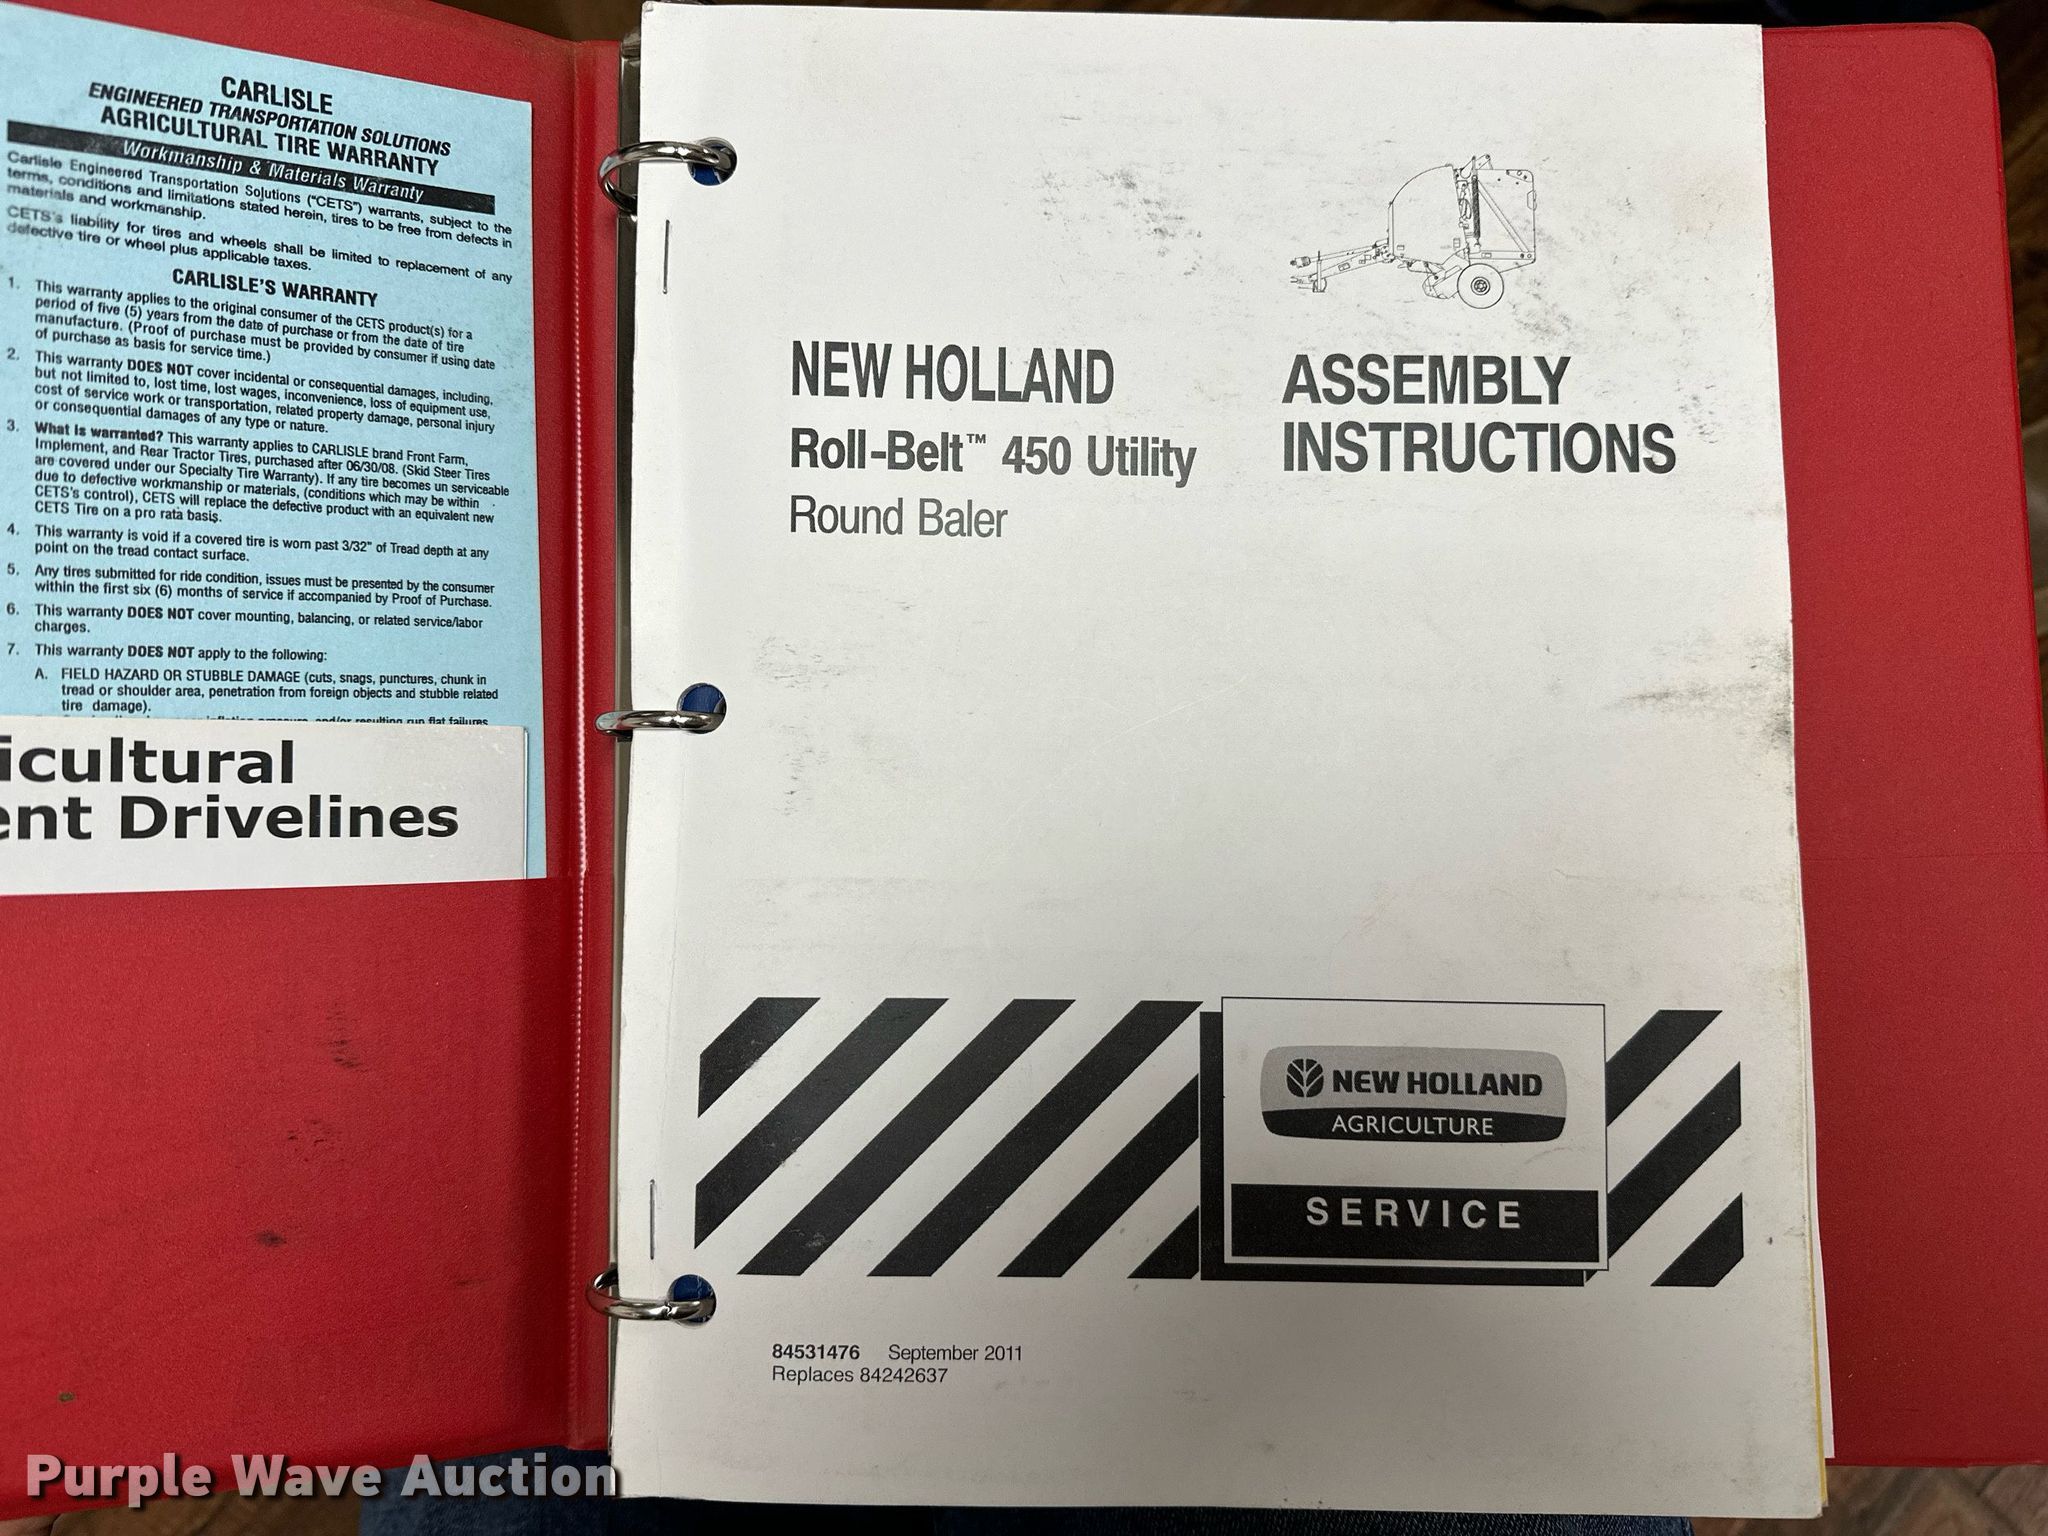 CARLISLE
ENGINEERED TRANSPORTATION SOLUTIONS
AGRICULTURAL TIRE WARRANTY
Workmanship & Materials Warranty
Carlisle Engineered Transportation Solutions ("CETS") warrants, subject to the
terms, conditions and limitations stated herein, tires to be free from defects in
materials and workmanship.
CETS's liability for tires and wheels shall be limited to replacement of any
defective tire or wheel plus applicable taxes.
CARLISLE'S WARRANTY
1. This warranty applies to the original consumer of the CETS product(s) for a
period of five (5) years from the date of purchase or from the date of tire
manufacture. (Proof of purchase must be provided by consumer if using date
of purchase as basis for service time.)
2. This warranty DOES NOT cover incidental or consequential damages, including,
but not limited to, lost time, lost wages, inconvenience, loss of equipment use,
cost of service work or transportation, related property damage, personal injury
or consequential damages of any type or nature.
3. What is warranted? This warranty applies to CARLISLE brand Front Farm,
Implement, and Rear Tractor Tires, purchased after 06/30/08. (Skid Steer Tires
are covered under our Specialty Tire Warranty). If any tire becomes un serviceable
due to defective workmanship or materials, (conditions which may be within
CETS's control), CETS will replace the defective product with an equivalent new
CETS Tire on a pro rata basis.
4. This warranty is void if a covered tire is worn past 3/32" of Tread depth at any
point on the tread contact surface.
5. Any tires submitted for ride condition, issues must be presented by the consumer
within the first six (6) months of service if accompanied by Proof of Purchase.
6. This warranty DOES NOT cover mounting, balancing, or related service/labor
charges.
7. This warranty DOES NOT apply to the following:
A. FIELD HAZARD OR STUBBLE DAMAGE (cuts, snags, punctures, chunk in
tread or shoulder area, penetration from foreign objects and stubble related
tire damage).
and/or resulting run flat failures
icultural
ent Drivelines
NEW HOLLAND
Roll-Belt™ 450 Utility
Round Baler
ASSEMBLY
INSTRUCTIONS
NEW HOLLAND
AGRICULTURE
SERVICE
84531476 September 2011
Replaces 84242637
Purple Wave Auction